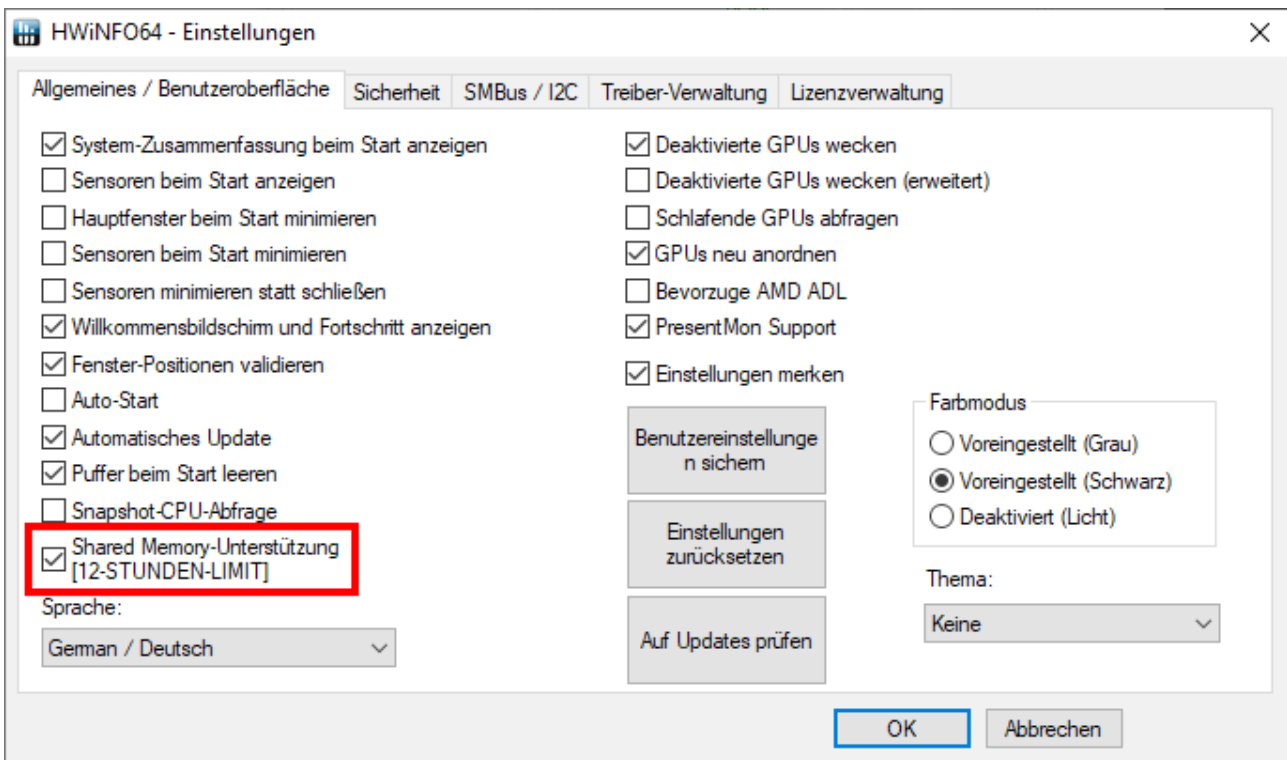 HWiNFO64 - Einstellungen
Allgemeines / Benutzeroberfläche
Sicherheit
SMBus / I2C
Treiber-Verwaltung
Lizenzverwaltung
System-Zusammenfassung beim Start anzeigen
Sensoren beim Start anzeigen
Hauptfenster beim Start minimieren
Sensoren beim Start minimieren
Sensoren minimieren statt schließen
Willkommensbildschirm und Fortschritt anzeigen
Fenster-Positionen validieren
Auto-Start
Automatisches Update
Puffer beim Start leeren
Snapshot-CPU-Abfrage
Shared Memory-Unterstützung
[12-STUNDEN-LIMIT]
Sprache:
German / Deutsch
Deaktivierte GPUs wecken
Deaktivierte GPUs wecken (erweitert)
Schlafende GPUs abfragen
GPUs neu anordnen
Bevorzuge AMD ADL
PresentMon Support
Einstellungen merken
Benutzereinstellunge
n sichern
Einstellungen
zurücksetzen
Auf Updates prüfen
Farbmodus
Voreingestellt (Grau)
Voreingestellt (Schwarz)
Deaktiviert (Licht)
Thema:
Keine
OK
Abbrechen